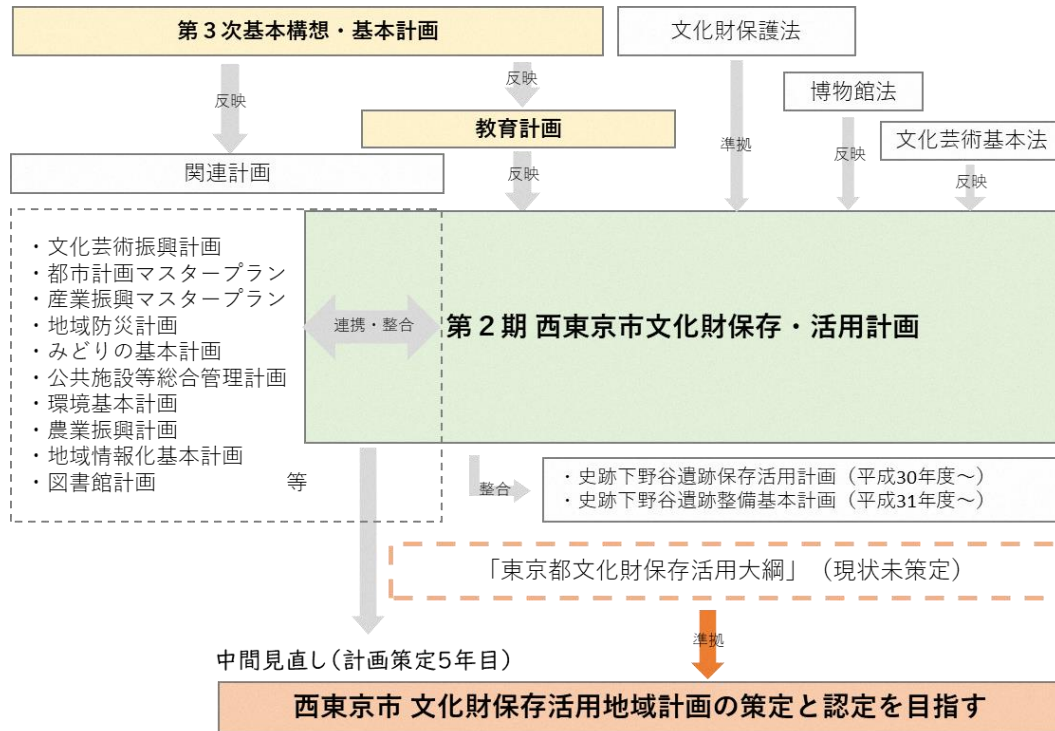 第３次基本構想・基本計画
文化財保護法
反映
反映
博物館法
教育計画
準拠
文化芸術基本法
関連計画
反映
反映
反映
・文化芸術振興計画
・都市計画マスタープラン
・産業振興マスタープラン
・地域防災計画
・みどりの基本計画
・公共施設等総合管理計画
・環境基本計画
・農業振興計画
・地域情報化基本計画
・図書館計画 等
連携・整合
第２期 西東京市文化財保存・活用計画
整合
・史跡下野谷遺跡保存活用計画（平成30年度～）
・史跡下野谷遺跡整備基本計画（平成31年度～）
「東京都文化財保存活用大綱」（現状未策定）
準拠
中間見直し（計画策定5年目）
西東京市 文化財保存活用地域計画の策定と認定を目指す